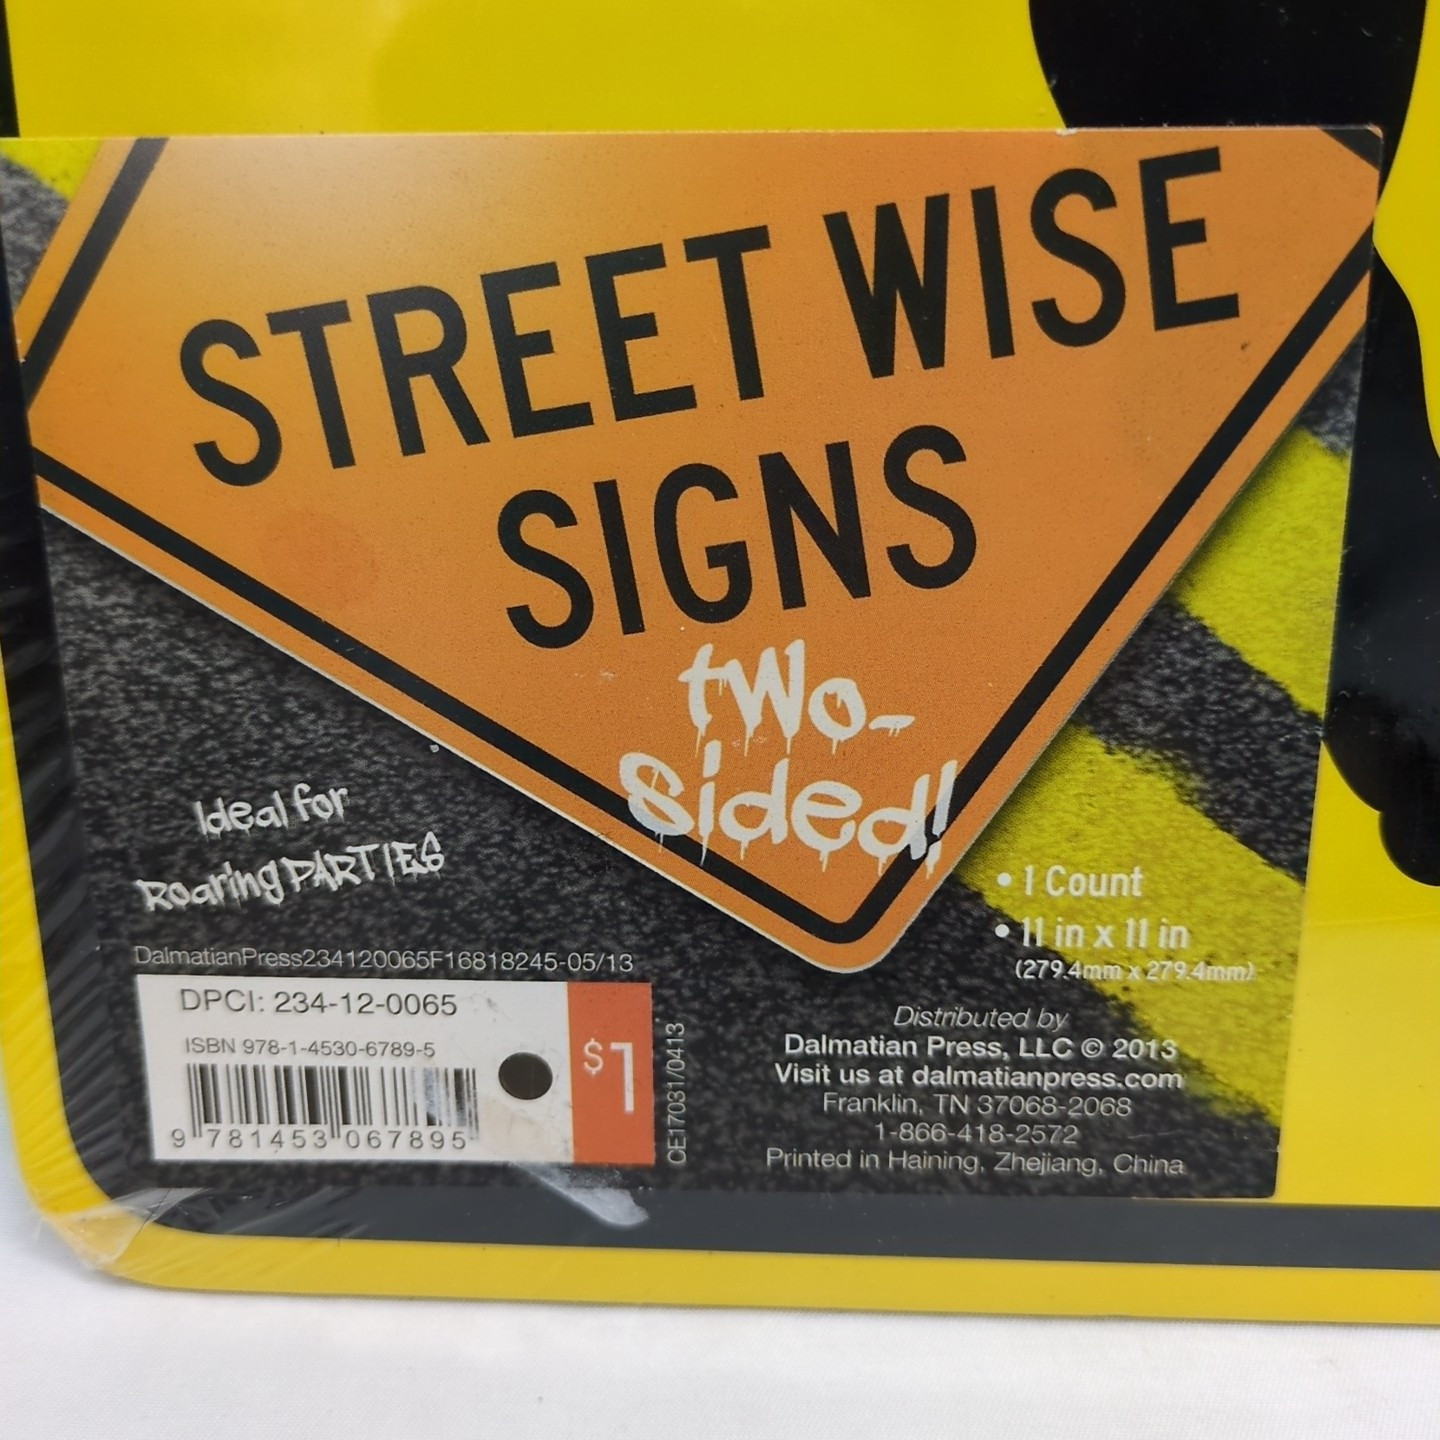 STREET WISE
SIGNS
two-
sided!
Ideal for
Roaring PARTIES
• 1 Count
• 11 in x 11 in
(279.4mm x 279.4mm)
DalmatianPress234120065F16818245-05/13
DPCI: 234-12-0065
ISBN 978-1-4530-6789-5
9 781453 067895
$1
CE17031/0413
Distributed by
Dalmatian Press, LLC © 2013
Visit us at dalmatianpress.com
Franklin, TN 37068-2068
1-866-418-2572
Printed in Haining, Zhejiang, China